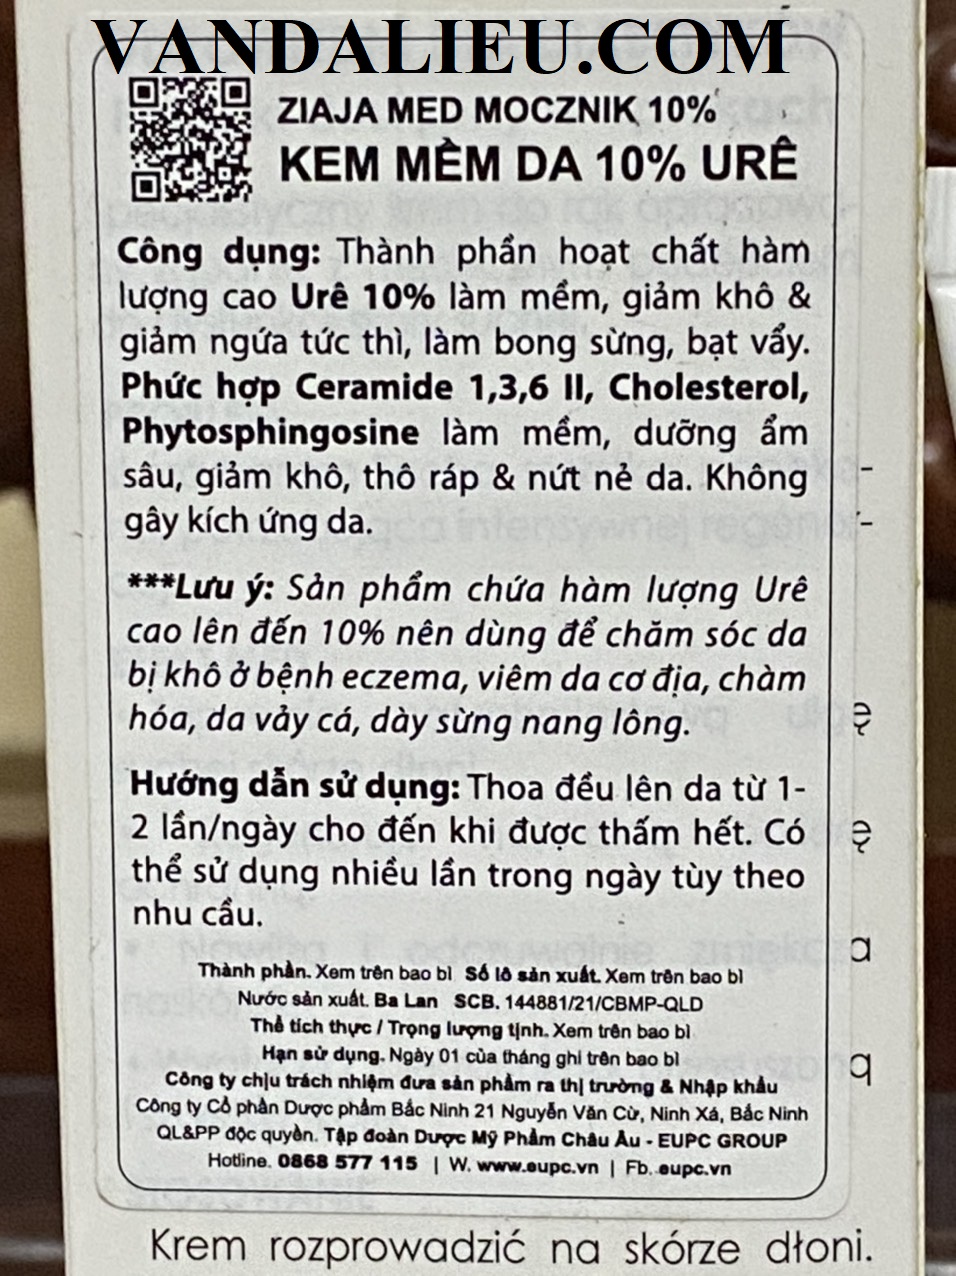 VANDALIEU.COM
ZIAJA MED MOCZNIK 10%
KEM MỀM DA 10% URÊ
Công dụng: Thành phần hoạt chất hàm
lượng cao Urê 10% làm mềm, giảm khô &
giảm ngứa tức thì, làm bong sừng, bạt vẩy.
Phức hợp Ceramide 1,3,6 II, Cholesterol,
Phytosphingosine làm mềm, dưỡng ẩm
sâu, giảm khô, thô ráp & nứt nẻ da. Không
gây kích ứng da.
***Lưu ý: Sản phẩm chứa hàm lượng Urê
cao lên đến 10% nên dùng để chăm sóc da
bị khô ở bệnh eczema, viêm da cơ địa, chàm
hóa, da vảy cá, dày sừng nang lông.
Hướng dẫn sử dụng: Thoa đều lên da từ 1-
2 lần/ngày cho đến khi được thấm hết. Có
thể sử dụng nhiều lần trong ngày tùy theo
nhu cầu.
Thành phần. Xem trên bao bì Số lô sản xuất. Xem trên bao bì
Nước sản xuất. Ba Lan SCB. 144881/21/CBMP-QLD
Thể tích thực / Trọng lượng tịnh. Xem trên bao bì
Hạn sử dụng. Ngày 01 của tháng ghi trên bao bì
Công ty chịu trách nhiệm đưa sản phẩm ra thị trường & Nhập khẩu
Công ty Cổ phần Dược phẩm Bắc Ninh 21 Nguyễn Văn Cừ, Ninh Xá, Bắc Ninh
QL&PP độc quyền. Tập đoàn Dược Mỹ Phẩm Châu Âu - EUPC GROUP
Hotline. 0868 577 115 | W. www.eupc.vn | Fb. eupc.vn
Krem rozprowadzić na skórze dłoni.